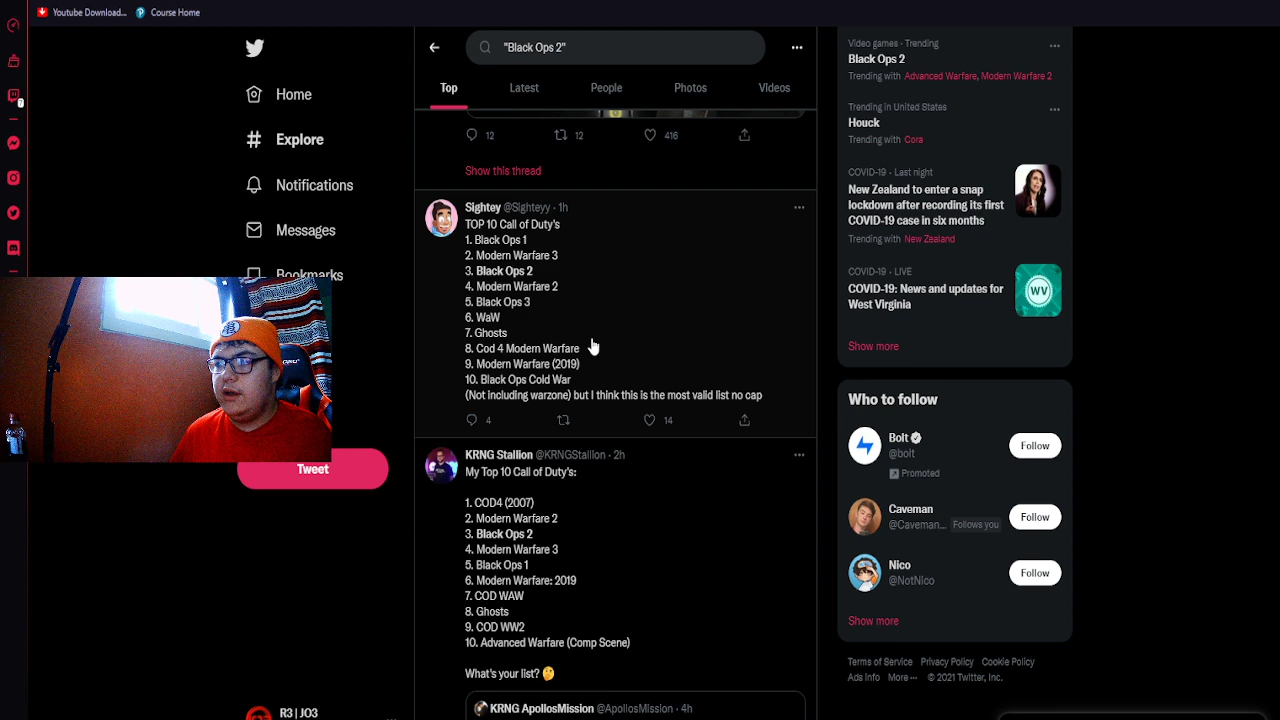 Youtube Download...
Course Home
"Black Ops 2"
Home
Explore
Notifications
Messages
Bookmarks
Tweet
R3 | JO3
7
Top
Latest
People
Photos
Videos
12
12
416
Show this thread
Sightey @Sighteyy · 1h
TOP 10 Call of Duty's
1. Black Ops 1
2. Modern Warfare 3
3. Black Ops 2
4. Modern Warfare 2
5. Black Ops 3
6. WaW
7. Ghosts
8. Cod 4 Modern Warfare
9. Modern Warfare (2019)
10. Black Ops Cold War
(Not including warzone) but I think this is the most valid list no cap
4
14
KRNG Stallion @KRNGStallion · 2h
My Top 10 Call of Duty's:
1. COD4 (2007)
2. Modern Warfare 2
3. Black Ops 2
4. Modern Warfare 3
5. Black Ops 1
6. Modern Warfare: 2019
7. COD WAW
8. Ghosts
9. COD WW2
10. Advanced Warfare (Comp Scene)
What's your list? 🤔
KRNG ApollosMission @ApollosMission · 4h
Video games · Trending
Black Ops 2
Trending with Advanced Warfare, Modern Warfare 2
Trending in United States
Houck
Trending with Cora
COVID-19 · Last night
New Zealand to enter a snap
lockdown after recording its first
COVID-19 case in six months
Trending with New Zealand
COVID-19 · LIVE
COVID-19: News and updates for
West Virginia
WV
Show more
Who to follow
Bolt
@bolt
Follow
Promoted
Caveman
@Caveman... Follows you
Follow
Nico
@NotNico
Follow
Show more
Terms of Service Privacy Policy Cookie Policy
Ads Info More ··· © 2021 Twitter, Inc.